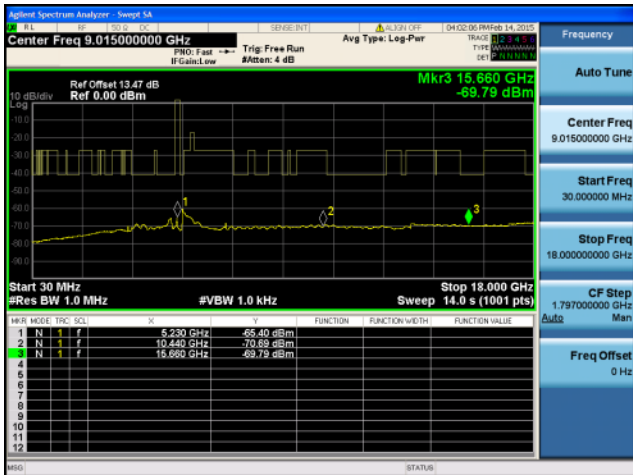 Agilent Spectrum Analyzer - Swept SA
RL RF 50 Ω DC SENSE:INT ALIGN OFF 04:02:06 PM Feb 14, 2015
Center Freq 9.015000000 GHz
PNO: Fast
IFGain:Low
Trig: Free Run
#Atten: 4 dB
Avg Type: Log-Pwr
TRACE 1 2 3 4 5 6
TYPE
DET P N N N N N
Mkr3 15.660 GHz
-69.79 dBm
Ref Offset 13.47 dB
10 dB/div Ref 0.00 dBm
Log
-10.0
-20.0
-30.0
-40.0
-50.0
-60.0
-70.0
-80.0
-90.0
1
2
3
Start 30 MHz Stop 18.000 GHz
#Res BW 1.0 MHz #VBW 1.0 kHz Sweep 14.0 s (1001 pts)
MKR MODE TRC SCL X Y FUNCTION FUNCTION WIDTH FUNCTION VALUE
1 N 1 f 5.230 GHz -65.40 dBm
2 N 1 f 10.440 GHz -70.69 dBm
3 N 1 f 15.660 GHz -69.79 dBm
4
5
6
7
8
9
10
11
12
MSG STATUS
Frequency
Auto Tune
Center Freq
9.015000000 GHz
Start Freq
30.000000 MHz
Stop Freq
18.000000000 GHz
CF Step
1.797000000 GHz
Auto Man
Freq Offset
0 Hz